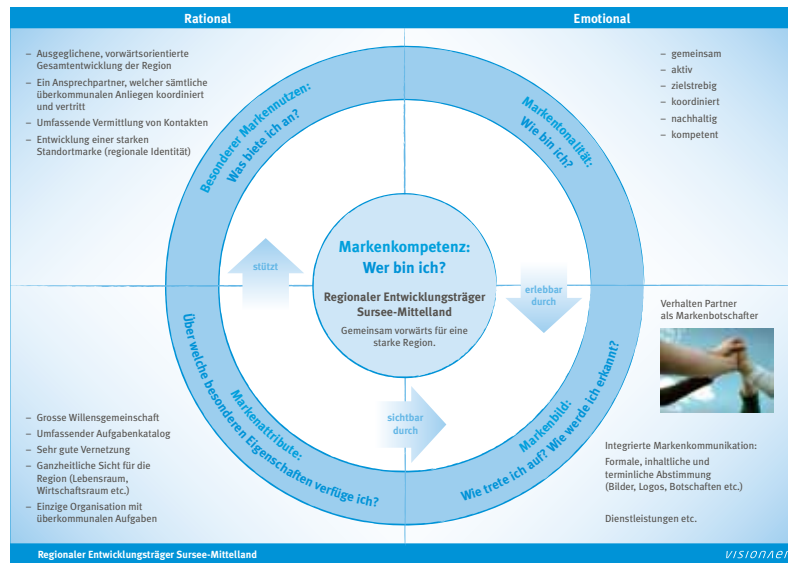 Rational
Emotional
– Ausgeglichene, vorwärtsorientierte
Gesamtentwicklung der Region
– Ein Ansprechpartner, welcher sämtliche
überkommunalen Anliegen koordiniert
und vertritt
– Umfassende Vermittlung von Kontakten
– Entwicklung einer starken
Standortmarke (regionale Identität)
– gemeinsam
– aktiv
– zielstrebig
– koordiniert
– nachhaltig
– kompetent
Besonderer Markennutzen:
Was biete ich an?
Markentonalität:
Wie bin ich?
Markenkompetenz:
Wer bin ich?
Regionaler Entwicklungsträger
Sursee-Mittelland
Gemeinsam vorwärts für eine
starke Region.
stützt
erlebbar
durch
sichtbar
durch
Markenattribute:
Über welche besonderen Eigenschaften verfüge ich?
Markenbild:
Wie trete ich auf? Wie werde ich erkannt?
– Grosse Willensgemeinschaft
– Umfassender Aufgabenkatalog
– Sehr gute Vernetzung
– Ganzheitliche Sicht für die
Region (Lebensraum,
Wirtschaftsraum etc.)
– Einzige Organisation mit
überkommunalen Aufgaben
Verhalten Partner
als Markenbotschafter
Integrierte Markenkommunikation:
Formale, inhaltliche und
terminliche Abstimmung
(Bilder, Logos, Botschaften etc.)
Dienstleistungen etc.
Regionaler Entwicklungsträger Sursee-Mittelland